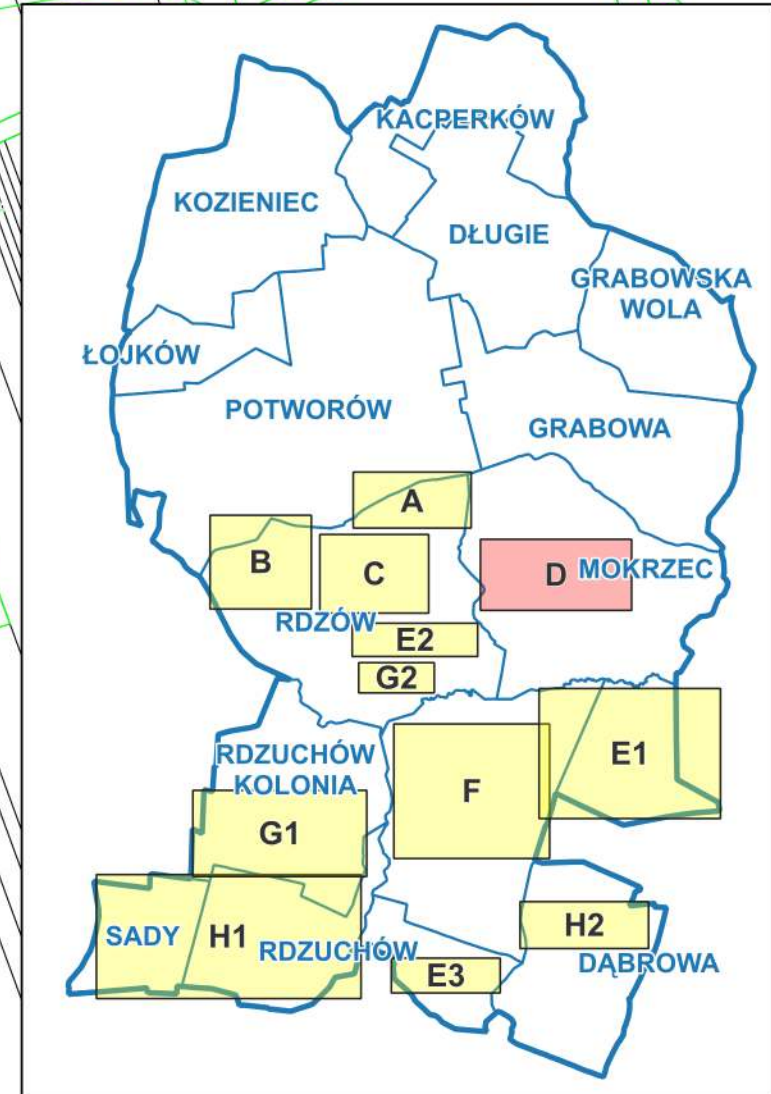 KACPERKÓW
KOZIENIEC
DŁUGIE
GRABOWSKA
WOLA
ŁOJKÓW
POTWORÓW
GRABOWA
A
B
C
D
MOKRZEC
RDZÓW
E2
G2
RDZUCHÓW
KOLONIA
E1
F
G1
SADY
H1
RDZUCHÓW
H2
DĄBROWA
E3